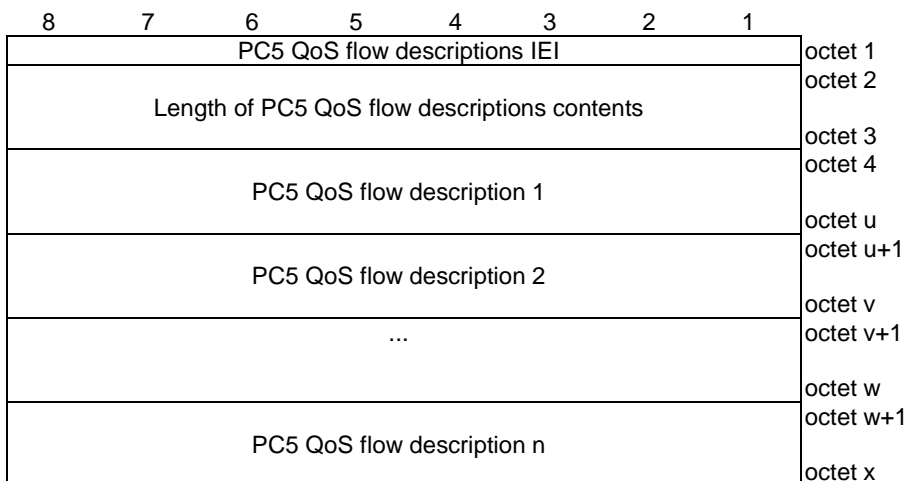 8 7 6 5 4 3 2 1
PC5 QoS flow descriptions IEI octet 1
octet 2
Length of PC5 QoS flow descriptions contents
octet 3
octet 4
PC5 QoS flow description 1
octet u
octet u+1
PC5 QoS flow description 2
octet v
... octet v+1
octet w
octet w+1
PC5 QoS flow description n
octet x